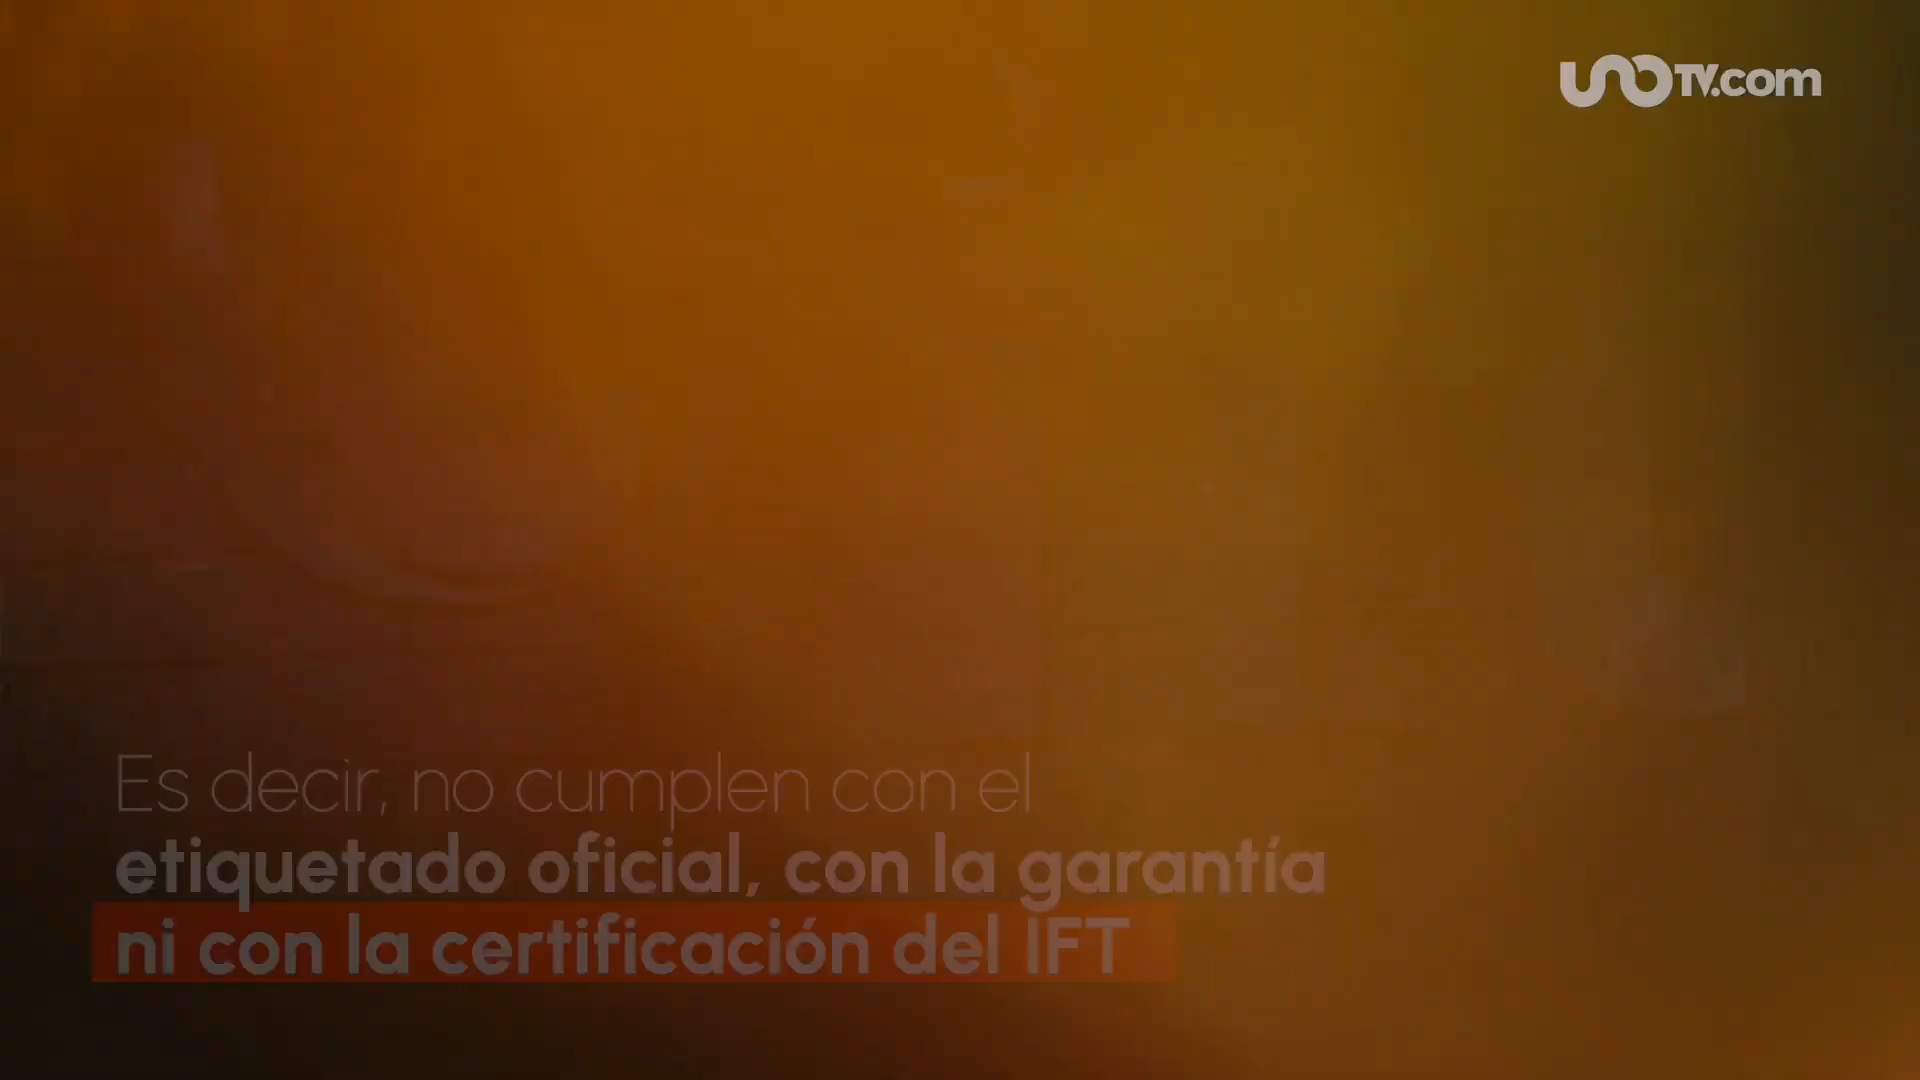 UNOTV.com
Es decir, no cumplen con el
etiquetado oficial, con la garantía
ni con la certificación del IFT